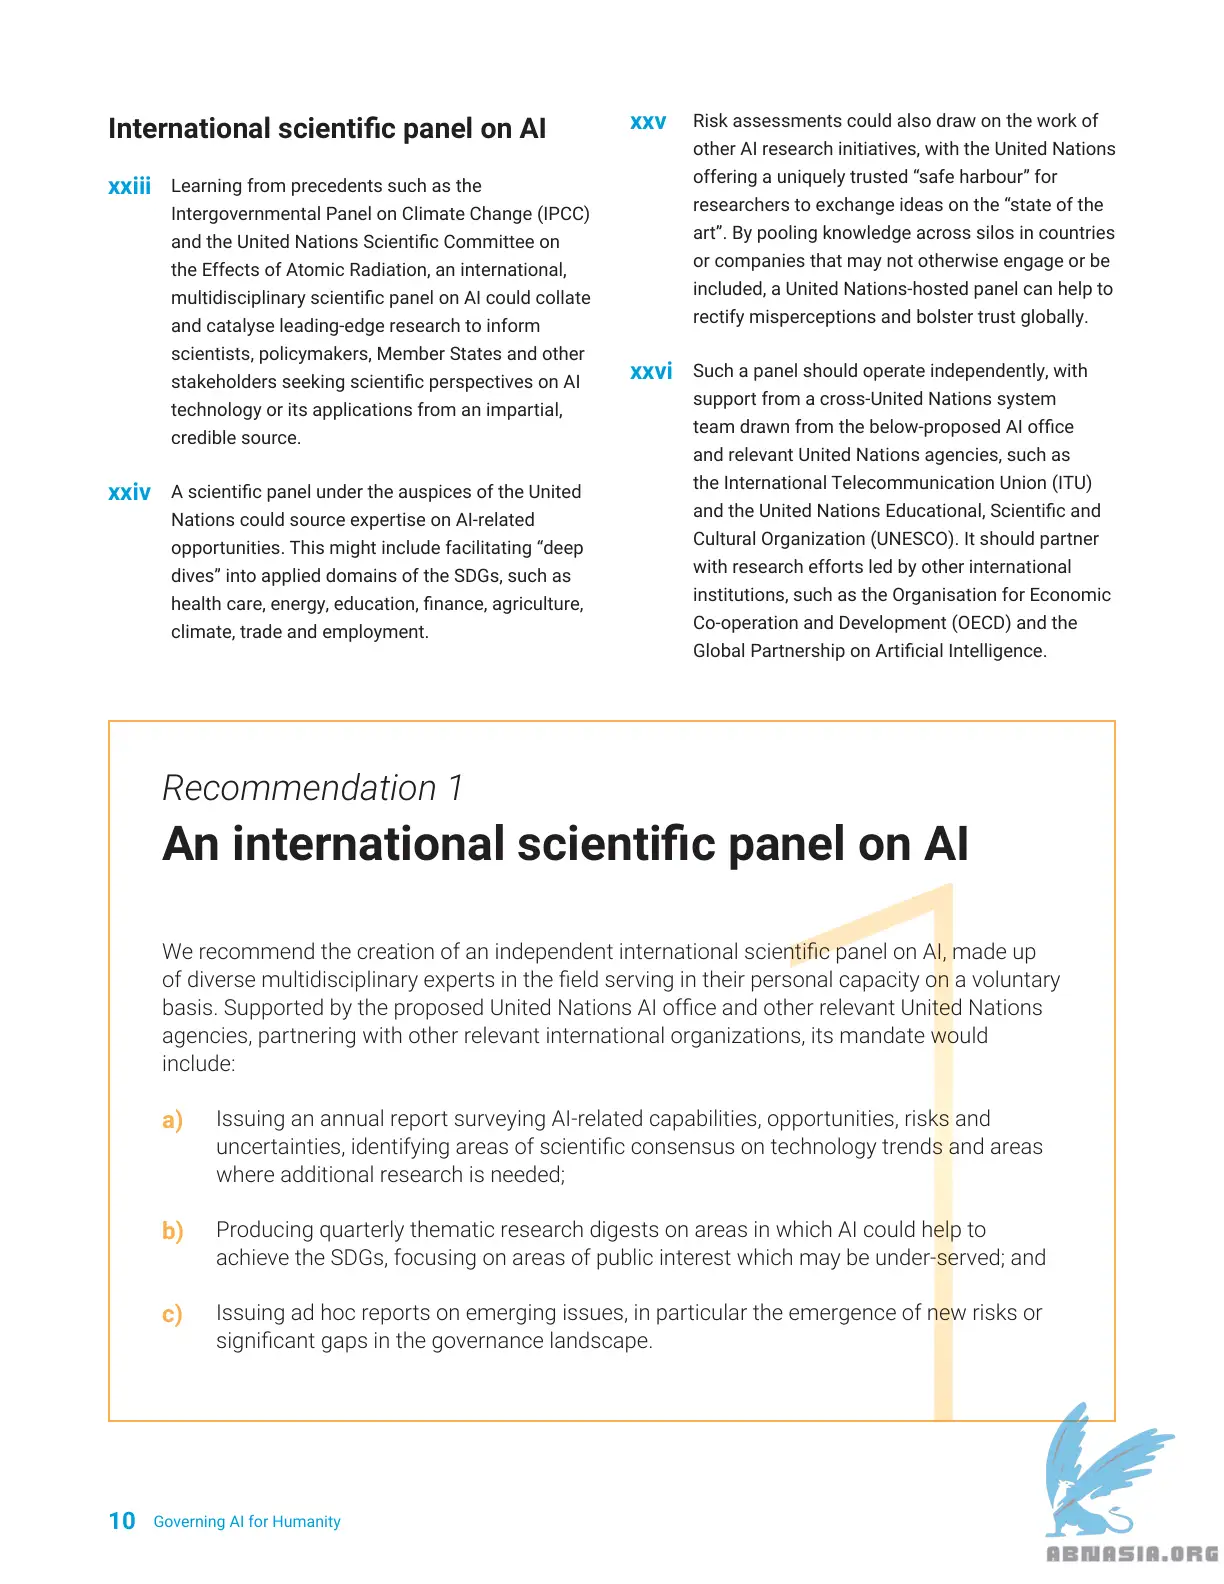 International scientific panel on AI
xxiii Learning from precedents such as the
Intergovernmental Panel on Climate Change (IPCC)
and the United Nations Scientific Committee on
the Effects of Atomic Radiation, an international,
multidisciplinary scientific panel on AI could collate
and catalyse leading-edge research to inform
scientists, policymakers, Member States and other
stakeholders seeking scientific perspectives on AI
technology or its applications from an impartial,
credible source.
xxiv A scientific panel under the auspices of the United
Nations could source expertise on AI-related
opportunities. This might include facilitating “deep
dives” into applied domains of the SDGs, such as
health care, energy, education, finance, agriculture,
climate, trade and employment.
xxv Risk assessments could also draw on the work of
other AI research initiatives, with the United Nations
offering a uniquely trusted “safe harbour” for
researchers to exchange ideas on the “state of the
art”. By pooling knowledge across silos in countries
or companies that may not otherwise engage or be
included, a United Nations-hosted panel can help to
rectify misperceptions and bolster trust globally.
xxvi Such a panel should operate independently, with
support from a cross-United Nations system
team drawn from the below-proposed AI office
and relevant United Nations agencies, such as
the International Telecommunication Union (ITU)
and the United Nations Educational, Scientific and
Cultural Organization (UNESCO). It should partner
with research efforts led by other international
institutions, such as the Organisation for Economic
Co-operation and Development (OECD) and the
Global Partnership on Artificial Intelligence.
Recommendation 1
An international scientific panel on AI
1
We recommend the creation of an independent international scientific panel on AI, made up
of diverse multidisciplinary experts in the field serving in their personal capacity on a voluntary
basis. Supported by the proposed United Nations AI office and other relevant United Nations
agencies, partnering with other relevant international organizations, its mandate would
include:
a) Issuing an annual report surveying AI-related capabilities, opportunities, risks and
uncertainties, identifying areas of scientific consensus on technology trends and areas
where additional research is needed;
b) Producing quarterly thematic research digests on areas in which AI could help to
achieve the SDGs, focusing on areas of public interest which may be under-served; and
c) Issuing ad hoc reports on emerging issues, in particular the emergence of new risks or
significant gaps in the governance landscape.
10 Governing AI for Humanity
ABNASIA.ORG